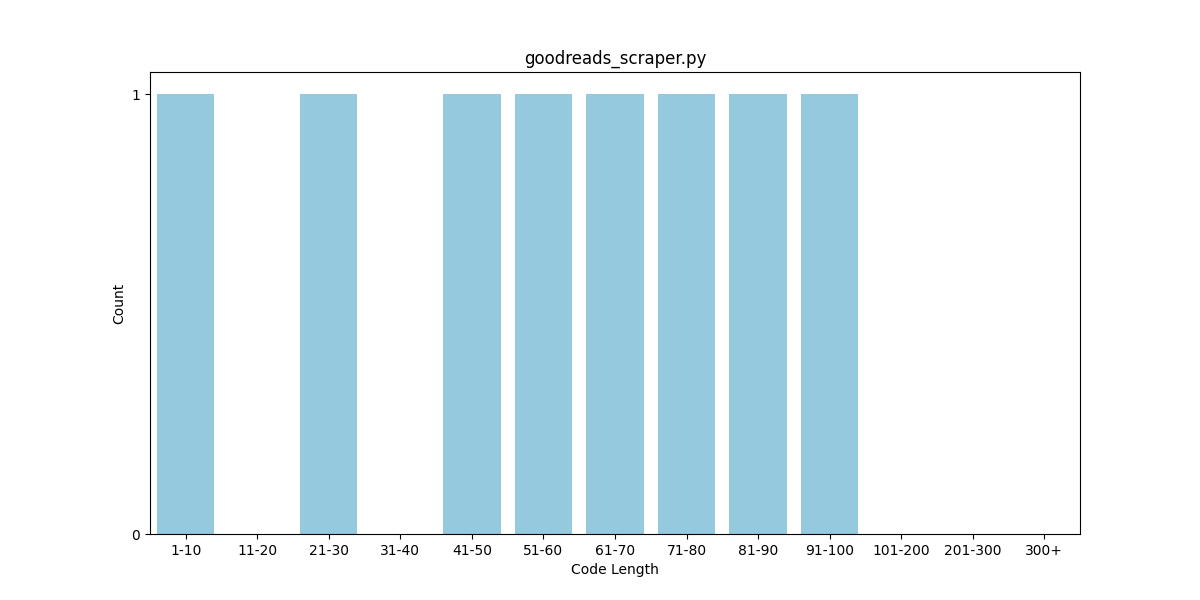 goodreads_scraper.py
1
0
Count
1-10 11-20 21-30 31-40 41-50 51-60 61-70 71-80 81-90 91-100 101-200 201-300 300+
Code Length